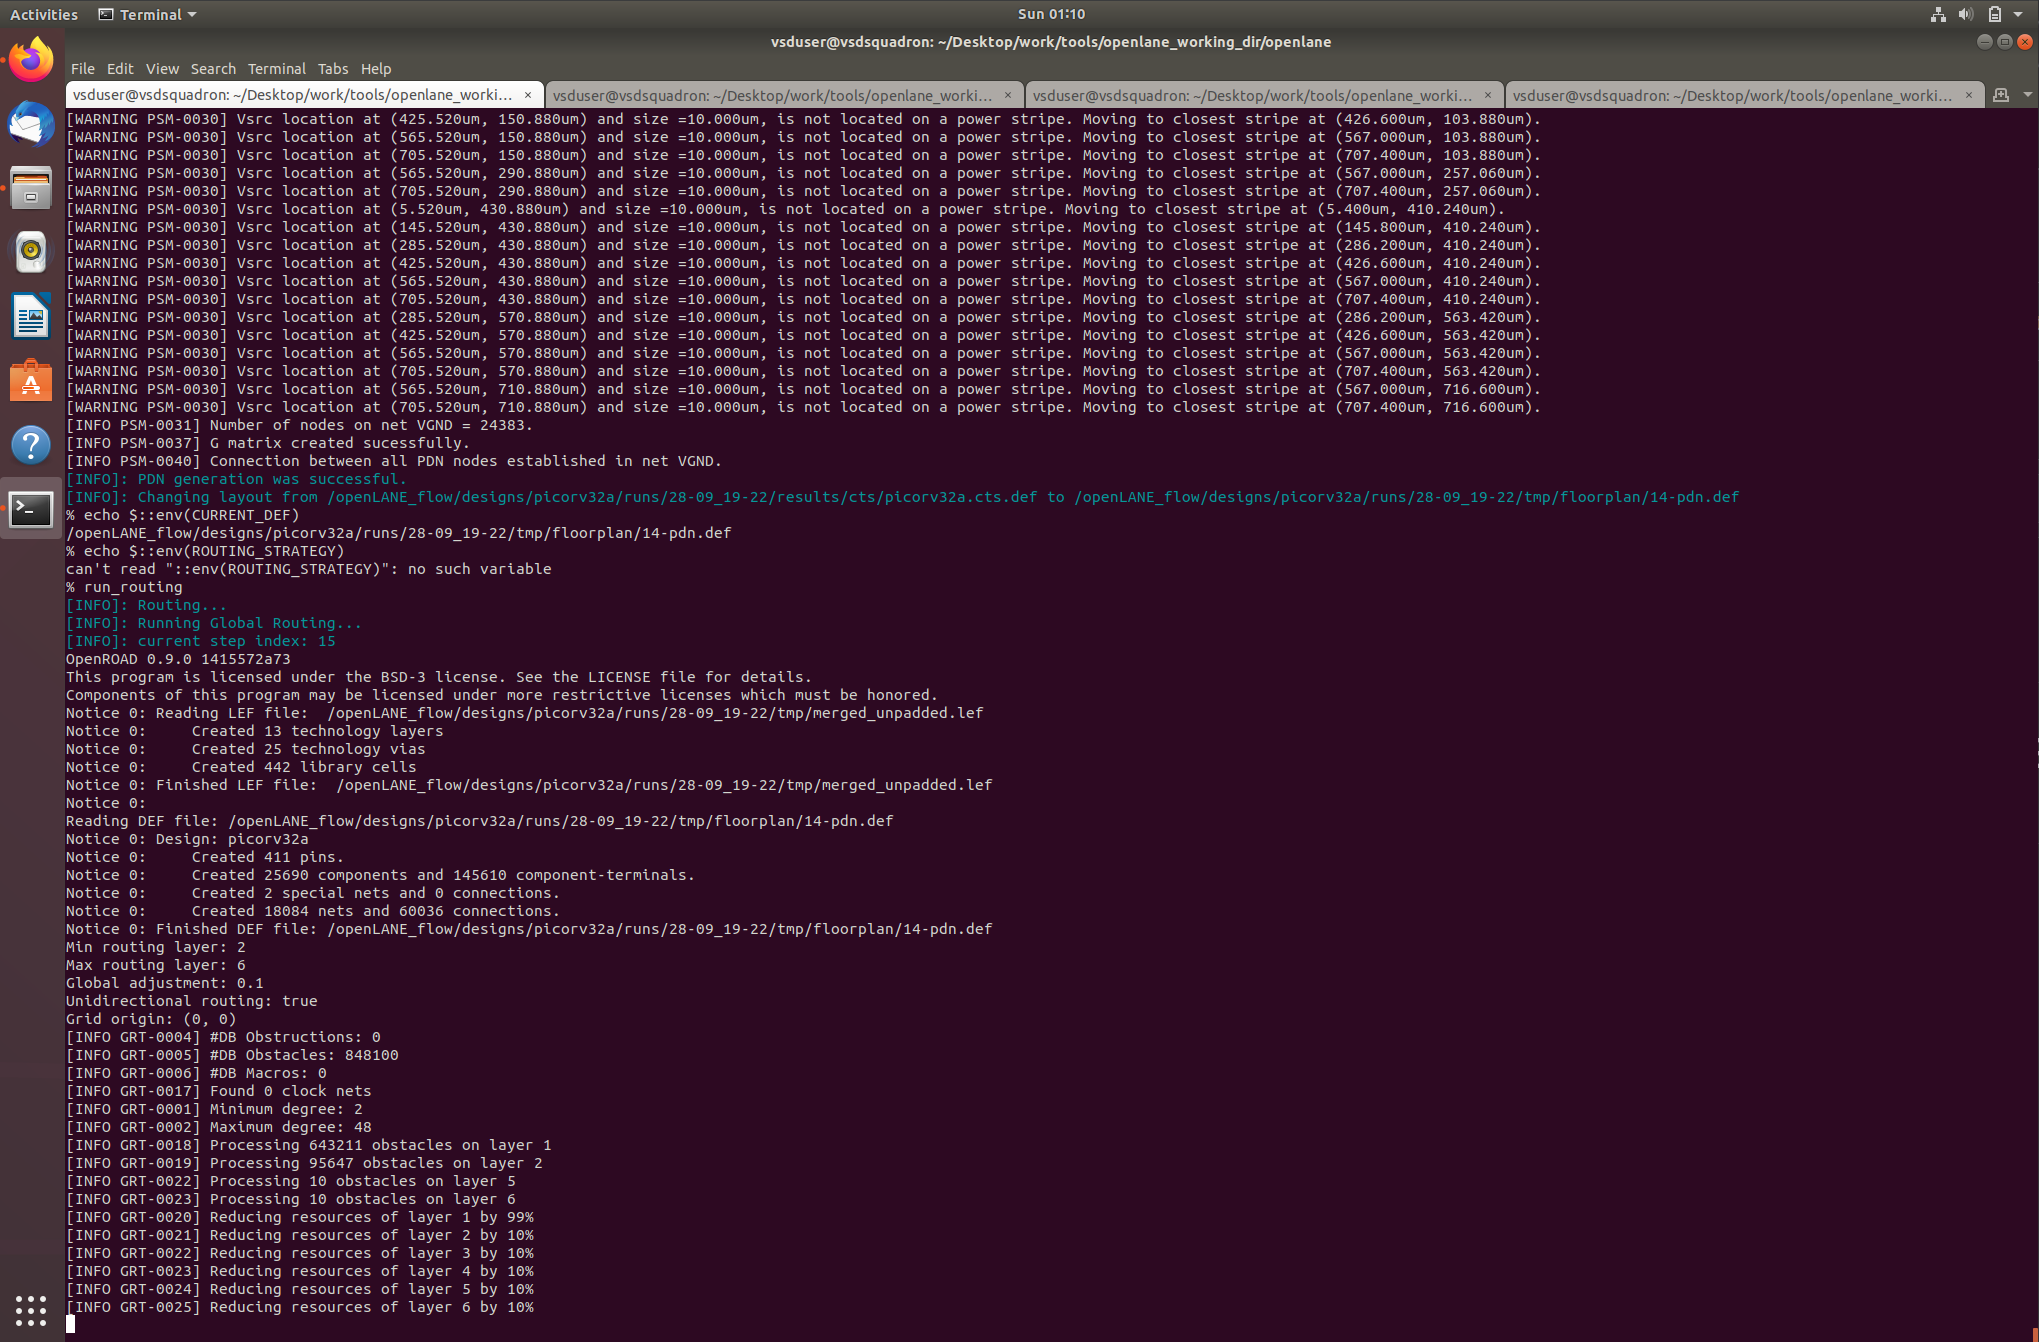 Activities Terminal Sun 01:10
vsduser@vsdsquadron: ~/Desktop/work/tools/openlane_working_dir/openlane
File Edit View Search Terminal Tabs Help
vsduser@vsdsquadron: ~/Desktop/work/tools/openlane_worki... × vsduser@vsdsquadron: ~/Desktop/work/tools/openlane_worki... × vsduser@vsdsquadron: ~/Desktop/work/tools/openlane_worki... × vsduser@vsdsquadron: ~/Desktop/work/tools/openlane_worki... ×
[WARNING PSM-0030] Vsrc location at (425.520um, 150.880um) and size =10.000um, is not located on a power stripe. Moving to closest stripe at (426.600um, 103.880um).
[WARNING PSM-0030] Vsrc location at (565.520um, 150.880um) and size =10.000um, is not located on a power stripe. Moving to closest stripe at (567.000um, 103.880um).
[WARNING PSM-0030] Vsrc location at (705.520um, 150.880um) and size =10.000um, is not located on a power stripe. Moving to closest stripe at (707.400um, 103.880um).
[WARNING PSM-0030] Vsrc location at (565.520um, 290.880um) and size =10.000um, is not located on a power stripe. Moving to closest stripe at (567.000um, 257.060um).
[WARNING PSM-0030] Vsrc location at (705.520um, 290.880um) and size =10.000um, is not located on a power stripe. Moving to closest stripe at (707.400um, 257.060um).
[WARNING PSM-0030] Vsrc location at (5.520um, 430.880um) and size =10.000um, is not located on a power stripe. Moving to closest stripe at (5.400um, 410.240um).
[WARNING PSM-0030] Vsrc location at (145.520um, 430.880um) and size =10.000um, is not located on a power stripe. Moving to closest stripe at (145.800um, 410.240um).
[WARNING PSM-0030] Vsrc location at (285.520um, 430.880um) and size =10.000um, is not located on a power stripe. Moving to closest stripe at (286.200um, 410.240um).
[WARNING PSM-0030] Vsrc location at (425.520um, 430.880um) and size =10.000um, is not located on a power stripe. Moving to closest stripe at (426.600um, 410.240um).
[WARNING PSM-0030] Vsrc location at (565.520um, 430.880um) and size =10.000um, is not located on a power stripe. Moving to closest stripe at (567.000um, 410.240um).
[WARNING PSM-0030] Vsrc location at (705.520um, 430.880um) and size =10.000um, is not located on a power stripe. Moving to closest stripe at (707.400um, 410.240um).
[WARNING PSM-0030] Vsrc location at (285.520um, 570.880um) and size =10.000um, is not located on a power stripe. Moving to closest stripe at (286.200um, 563.420um).
[WARNING PSM-0030] Vsrc location at (425.520um, 570.880um) and size =10.000um, is not located on a power stripe. Moving to closest stripe at (426.600um, 563.420um).
[WARNING PSM-0030] Vsrc location at (565.520um, 570.880um) and size =10.000um, is not located on a power stripe. Moving to closest stripe at (567.000um, 563.420um).
[WARNING PSM-0030] Vsrc location at (705.520um, 570.880um) and size =10.000um, is not located on a power stripe. Moving to closest stripe at (707.400um, 563.420um).
[WARNING PSM-0030] Vsrc location at (565.520um, 710.880um) and size =10.000um, is not located on a power stripe. Moving to closest stripe at (567.000um, 716.600um).
[WARNING PSM-0030] Vsrc location at (705.520um, 710.880um) and size =10.000um, is not located on a power stripe. Moving to closest stripe at (707.400um, 716.600um).
[INFO PSM-0031] Number of nodes on net VGND = 24383.
[INFO PSM-0037] G matrix created sucessfully.
[INFO PSM-0040] Connection between all PDN nodes established in net VGND.
[INFO]: PDN generation was successful.
[INFO]: Changing layout from /openLANE_flow/designs/picorv32a/runs/28-09_19-22/results/cts/picorv32a.cts.def to /openLANE_flow/designs/picorv32a/runs/28-09_19-22/tmp/floorplan/14-pdn.def
% echo $::env(CURRENT_DEF)
/openLANE_flow/designs/picorv32a/runs/28-09_19-22/tmp/floorplan/14-pdn.def
% echo $::env(ROUTING_STRATEGY)
can't read "::env(ROUTING_STRATEGY)": no such variable
% run_routing
[INFO]: Routing...
[INFO]: Running Global Routing...
[INFO]: current step index: 15
OpenROAD 0.9.0 1415572a73
This program is licensed under the BSD-3 license. See the LICENSE file for details.
Components of this program may be licensed under more restrictive licenses which must be honored.
Notice 0: Reading LEF file:  /openLANE_flow/designs/picorv32a/runs/28-09_19-22/tmp/merged_unpadded.lef
Notice 0:     Created 13 technology layers
Notice 0:     Created 25 technology vias
Notice 0:     Created 442 library cells
Notice 0: Finished LEF file:  /openLANE_flow/designs/picorv32a/runs/28-09_19-22/tmp/merged_unpadded.lef
Notice 0:
Reading DEF file: /openLANE_flow/designs/picorv32a/runs/28-09_19-22/tmp/floorplan/14-pdn.def
Notice 0: Design: picorv32a
Notice 0:     Created 411 pins.
Notice 0:     Created 25690 components and 145610 component-terminals.
Notice 0:     Created 2 special nets and 0 connections.
Notice 0:     Created 18084 nets and 60036 connections.
Notice 0: Finished DEF file: /openLANE_flow/designs/picorv32a/runs/28-09_19-22/tmp/floorplan/14-pdn.def
Min routing layer: 2
Max routing layer: 6
Global adjustment: 0.1
Unidirectional routing: true
Grid origin: (0, 0)
[INFO GRT-0004] #DB Obstructions: 0
[INFO GRT-0005] #DB Obstacles: 848100
[INFO GRT-0006] #DB Macros: 0
[INFO GRT-0017] Found 0 clock nets
[INFO GRT-0001] Minimum degree: 2
[INFO GRT-0002] Maximum degree: 48
[INFO GRT-0018] Processing 643211 obstacles on layer 1
[INFO GRT-0019] Processing 95647 obstacles on layer 2
[INFO GRT-0022] Processing 10 obstacles on layer 5
[INFO GRT-0023] Processing 10 obstacles on layer 6
[INFO GRT-0020] Reducing resources of layer 1 by 99%
[INFO GRT-0021] Reducing resources of layer 2 by 10%
[INFO GRT-0022] Reducing resources of layer 3 by 10%
[INFO GRT-0023] Reducing resources of layer 4 by 10%
[INFO GRT-0024] Reducing resources of layer 5 by 10%
[INFO GRT-0025] Reducing resources of layer 6 by 10%